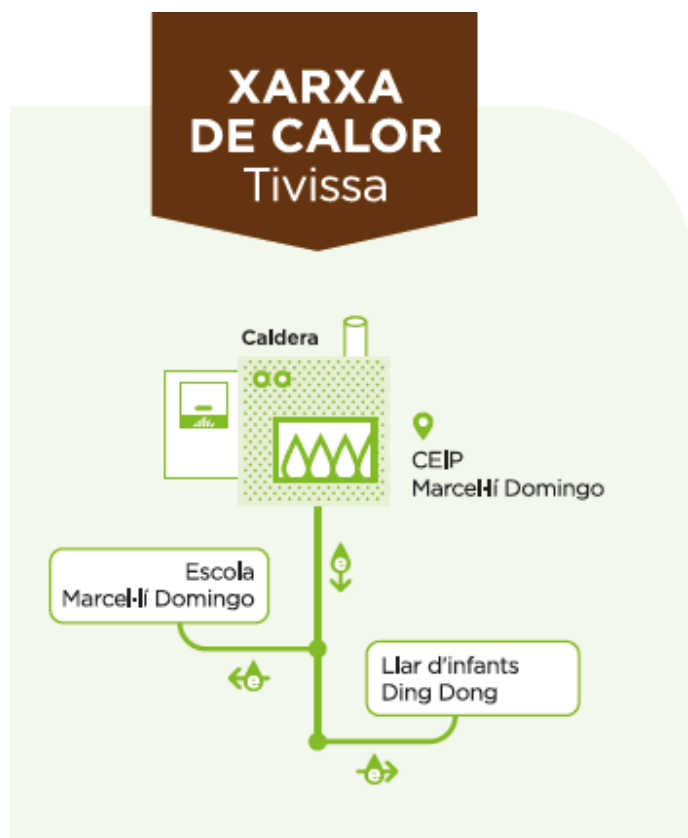 XARXA
DE CALOR
Tivissa
Caldera
CEIP
Marcel·lí Domingo
Escola
Marcel·lí Domingo
e
Llar d'infants
Ding Dong
e
e